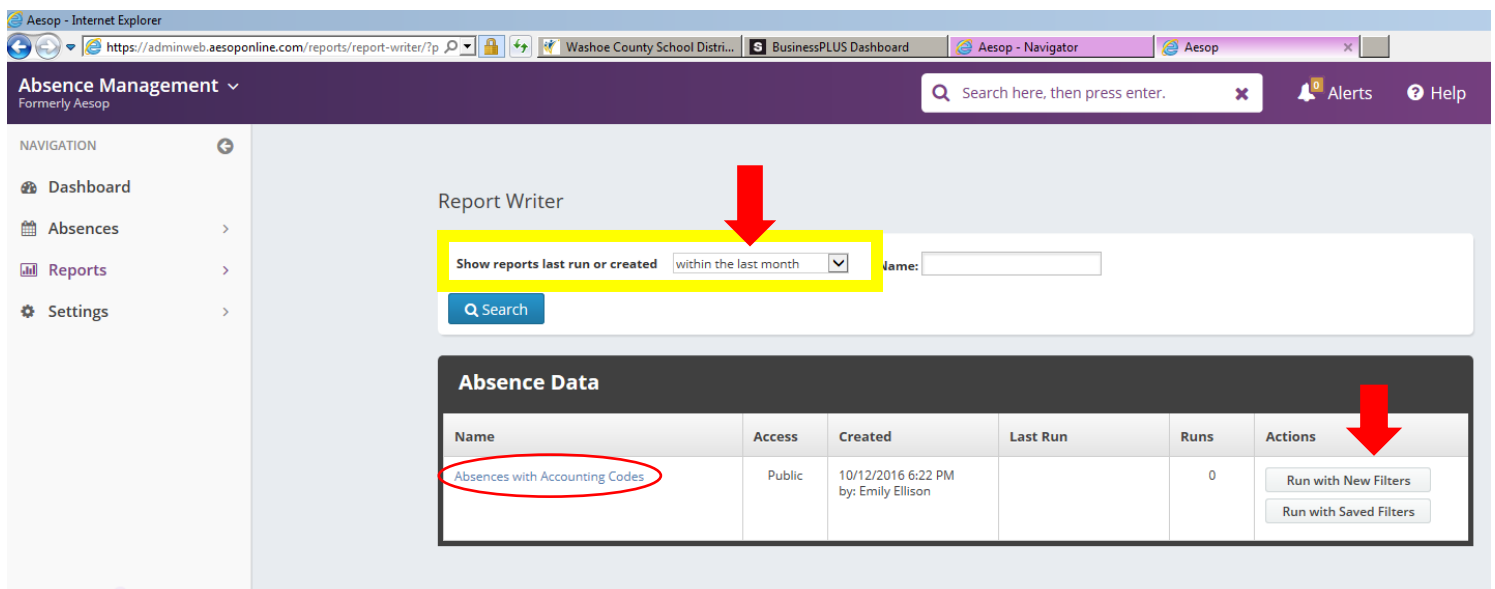 Aesop - Internet Explorer
https://adminweb.aesoponline.com/reports/report-writer/?p
Washoe County School Distri...
BusinessPLUS Dashboard
Aesop - Navigator
Aesop
Absence Management
Formerly Aesop
Search here, then press enter.
0
Alerts
Help
NAVIGATION
Dashboard
Absences
Reports
Settings
Report Writer
Show reports last run or created within the last month
Name:
Search
Absence Data
Name Access Created Last Run Runs Actions
Absences with Accounting Codes Public 10/12/2016 6:22 PM 0 Run with New Filters
by: Emily Ellison
Run with Saved Filters